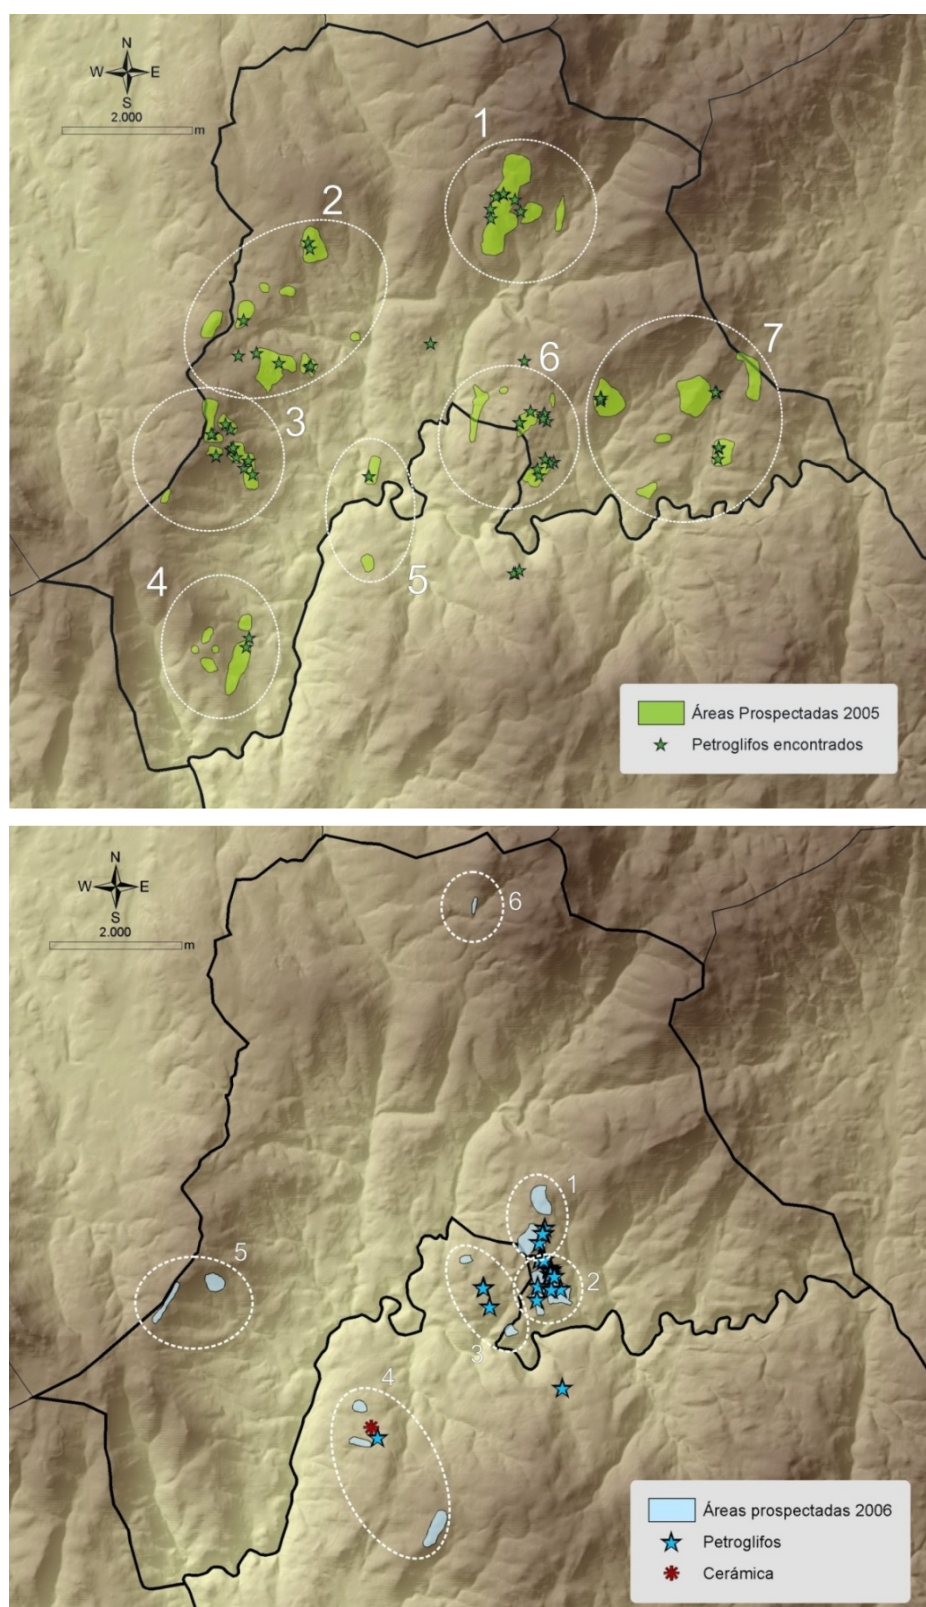 N
W E
S
2.000
m
1
2
3
4
5
6
7
Áreas Prospectadas 2005
Petroglifos encontrados
N
W E
S
2.000
m
6
1
5
2
3
4
Áreas prospectadas 2006
Petroglifos
Cerámica